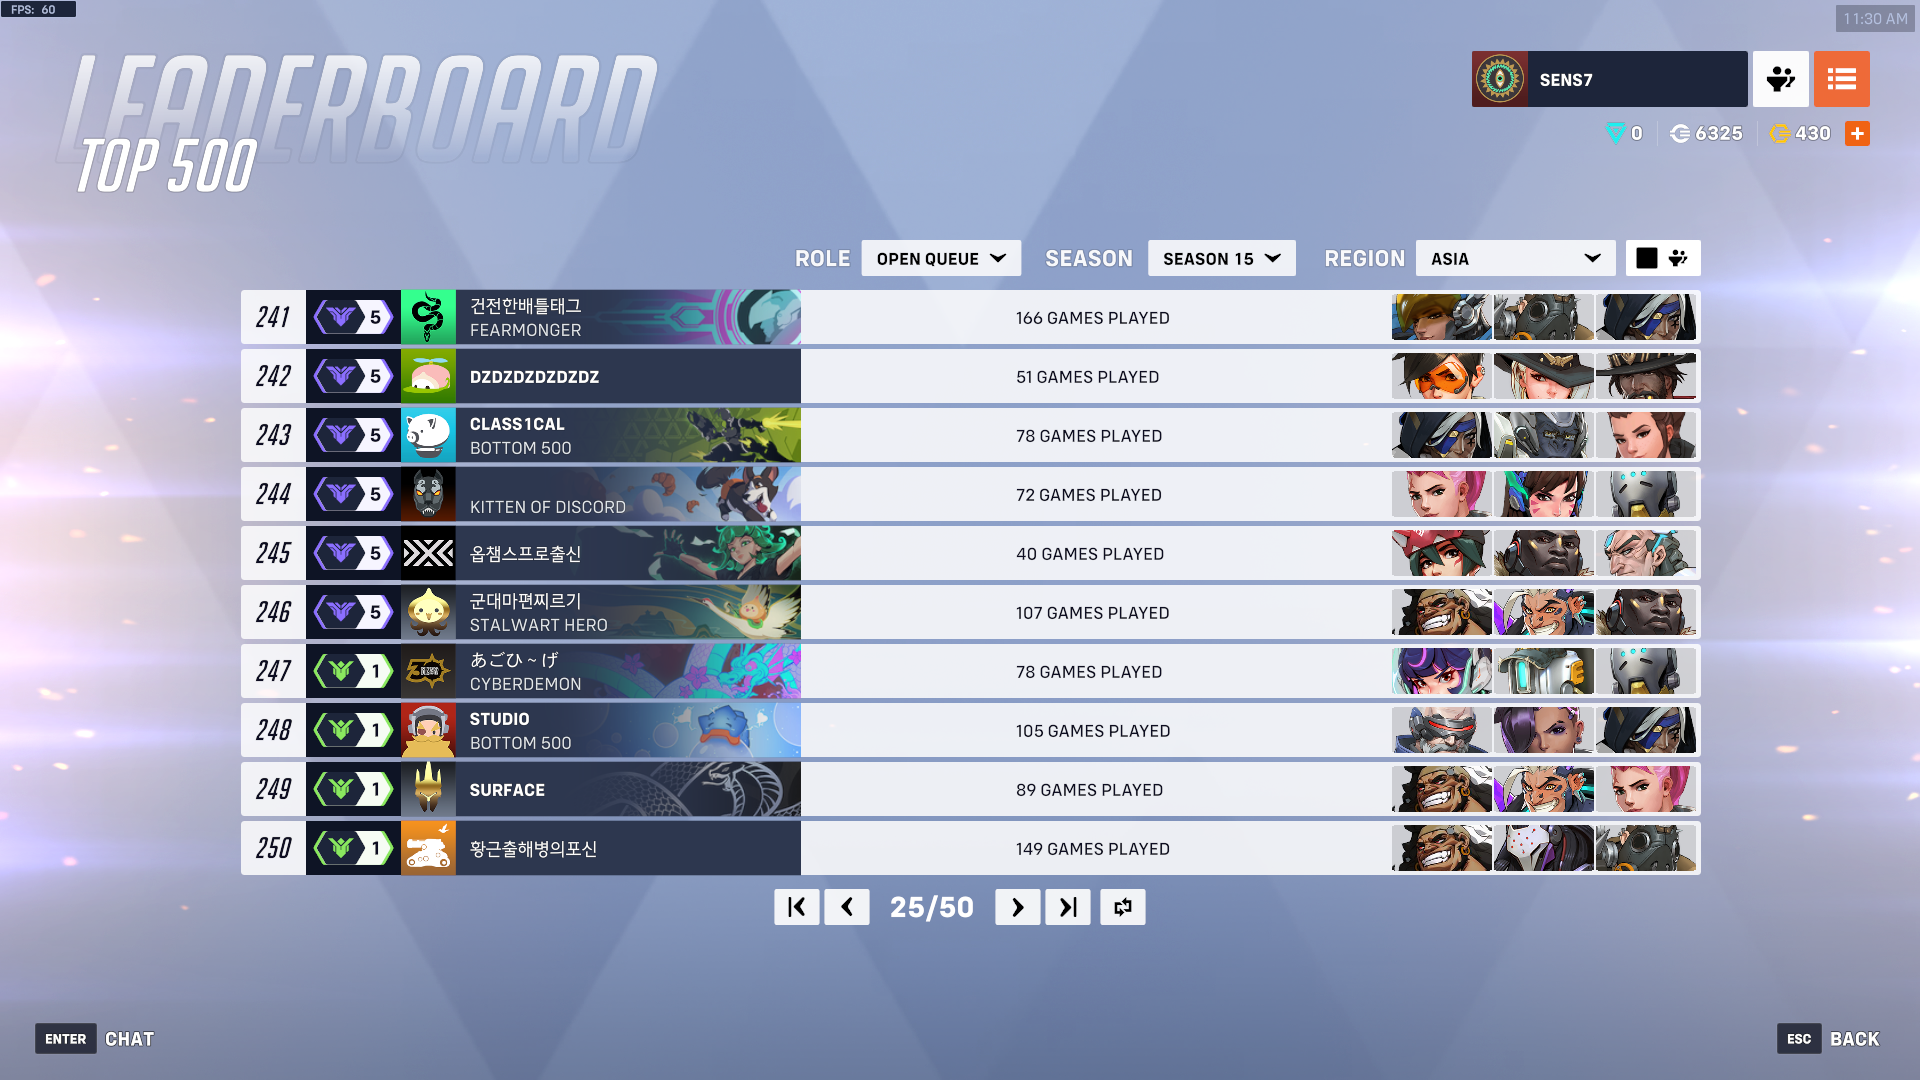 FPS: 60
11:30 AM
LEADERBOARD
TOP 500
SENS7
0 6325 430
ROLE OPEN QUEUE SEASON SEASON 15 REGION ASIA
241 5 건전한배틀태그 166 GAMES PLAYED
FEARMONGER
242 5 DZDZDZDZDZDZ 51 GAMES PLAYED
243 5 CLASS1CAL 78 GAMES PLAYED
BOTTOM 500
244 5 KITTEN OF DISCORD 72 GAMES PLAYED
245 5 옵챔스프로출신 40 GAMES PLAYED
246 5 군대마편찌르기 107 GAMES PLAYED
STALWART HERO
247 1 あごひ~げ 78 GAMES PLAYED
CYBERDEMON
248 1 STUDIO 105 GAMES PLAYED
BOTTOM 500
249 1 SURFACE 89 GAMES PLAYED
250 1 황근출해병의포신 149 GAMES PLAYED
25/50
ENTER CHAT
ESC BACK